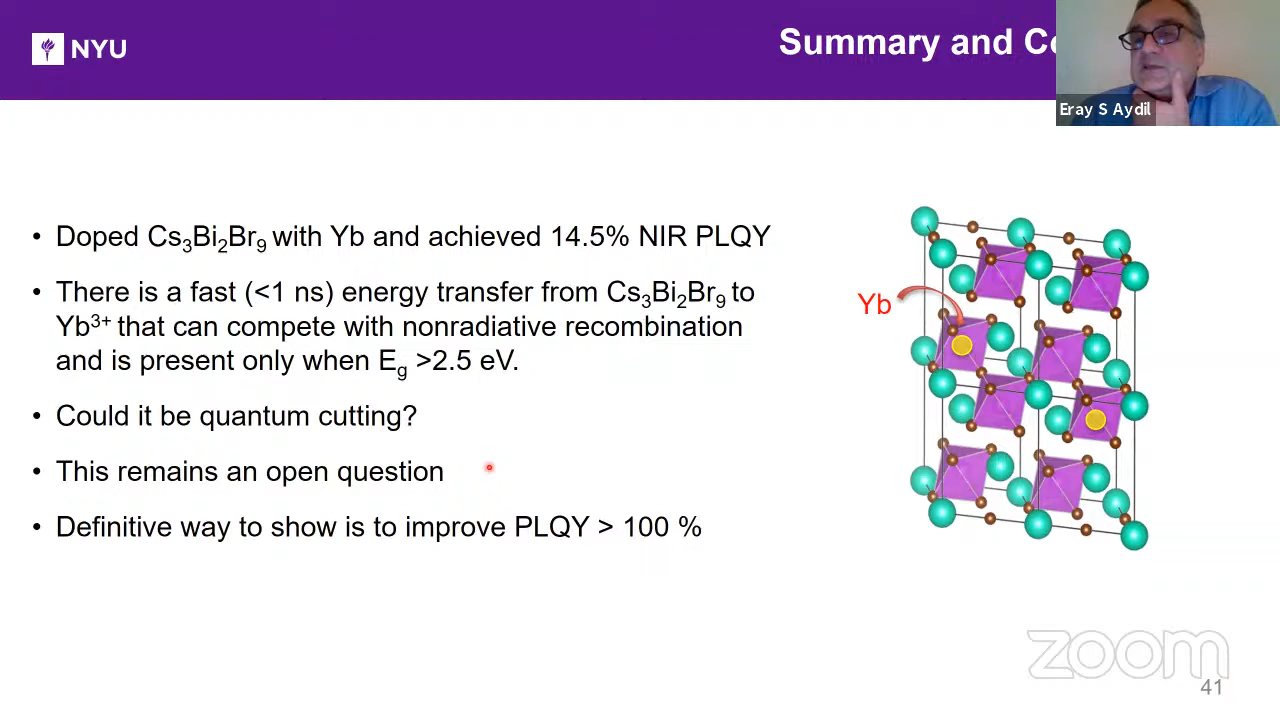 NYU
Summary and Co
Eray S Aydil
• Doped Cs₃Bi₂Br₉ with Yb and achieved 14.5% NIR PLQY
• There is a fast (<1 ns) energy transfer from Cs₃Bi₂Br₉ to
Yb³⁺ that can compete with nonradiative recombination
and is present only when E_g >2.5 eV.
• Could it be quantum cutting?
• This remains an open question
• Definitive way to show is to improve PLQY > 100 %
Yb
zoom
41